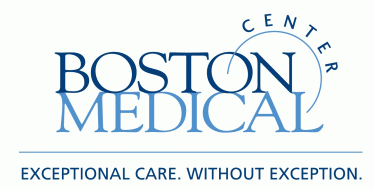 BOSTON
MEDICAL
CENTER
EXCEPTIONAL CARE. WITHOUT EXCEPTION.